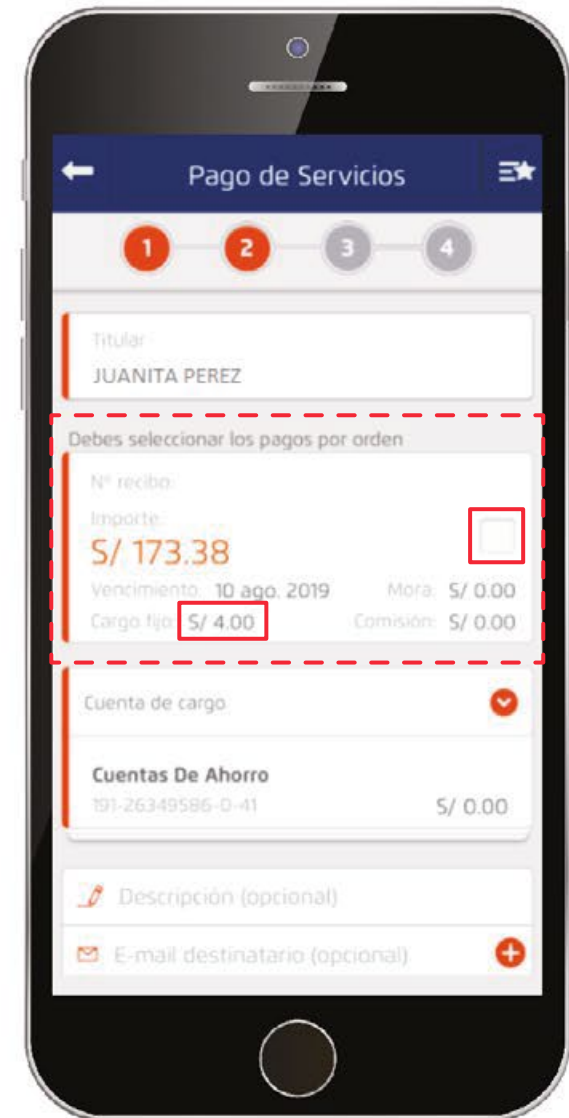 Pago de Servicios
1 2 3 4
Titular
JUANITA PEREZ
Debes seleccionar los pagos por orden
Nº recibo:
Importe:
S/ 173.38
Vencimiento: 10 ago. 2019 Mora: S/ 0.00
Cargo fijo: S/ 4.00 Comisión: S/ 0.00
Cuenta de cargo
Cuentas De Ahorro
191-26349586-0-41 S/ 0.00
Descripción (opcional)
E-mail destinatario (opcional)